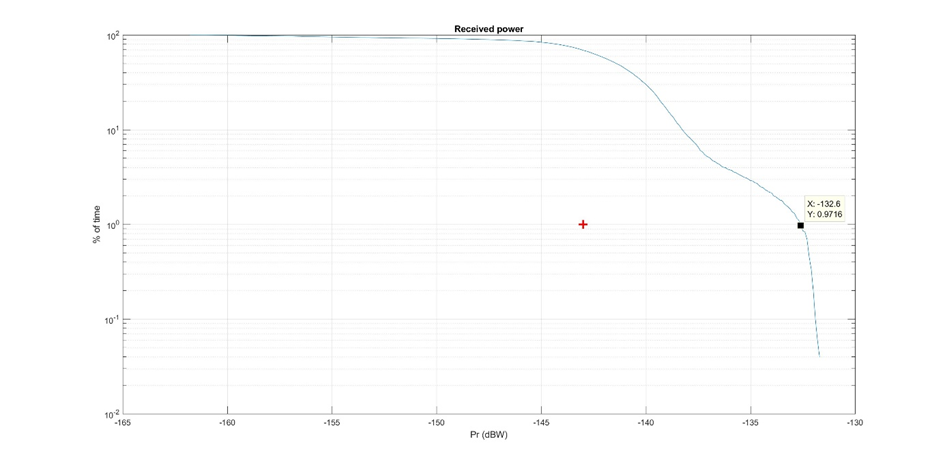 Received power
10²
10¹
10⁰
10⁻¹
10⁻²
% of time
X: -132.6
Y: 0.9716
-165 -160 -155 -150 -145 -140 -135 -130
Pr (dBW)